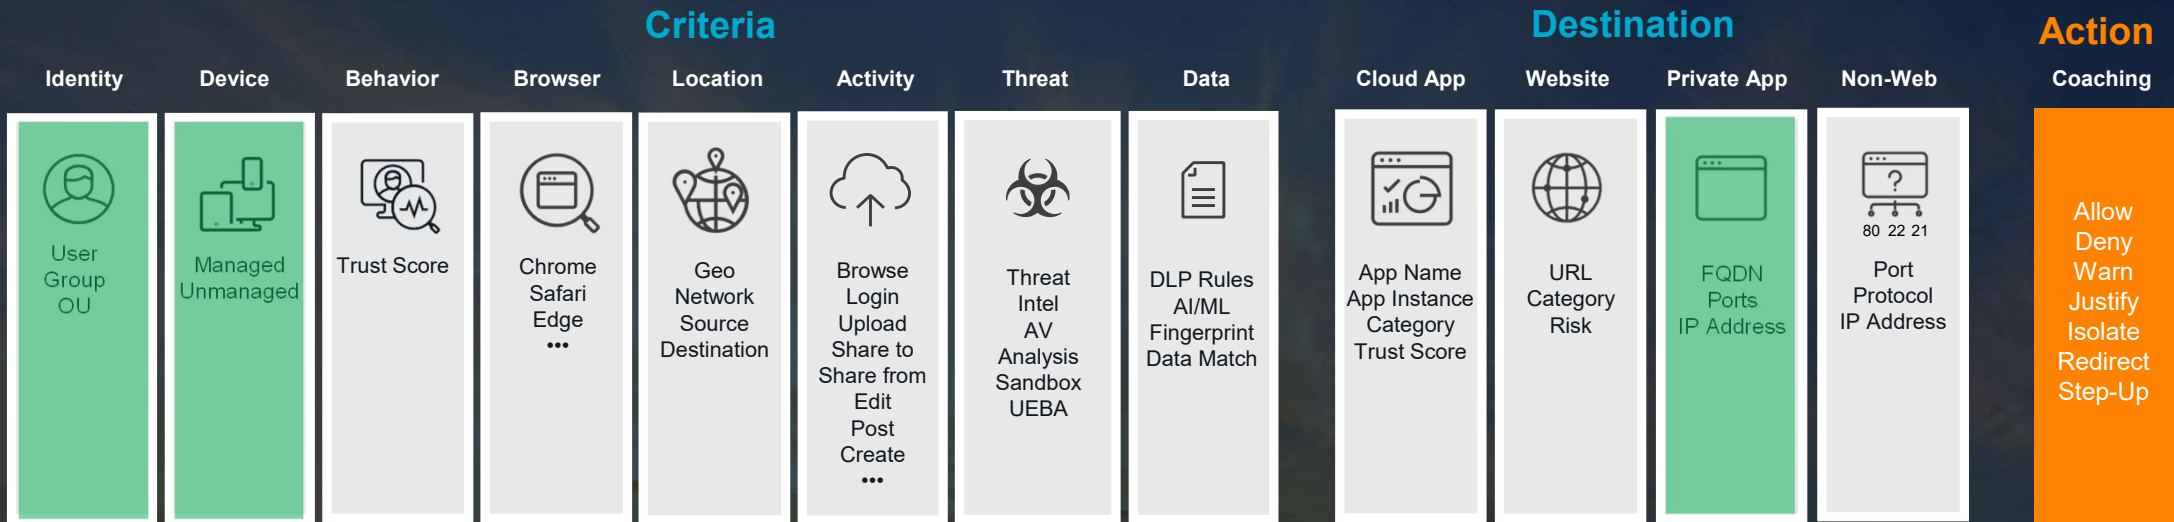 Criteria
Destination
Action
Identity
Device
Behavior
Browser
Location
Activity
Threat
Data
Cloud App
Website
Private App
Non-Web
Coaching
User
Group
OU
Managed
Unmanaged
Trust Score
Chrome
Safari
Edge
•••
Geo
Network
Source
Destination
Browse
Login
Upload
Share to
Share from
Edit
Post
Create
•••
Threat
Intel
AV
Analysis
Sandbox
UEBA
DLP Rules
AI/ML
Fingerprint
Data Match
App Name
App Instance
Category
Trust Score
URL
Category
Risk
FQDN
Ports
IP Address
?
80 22 21
Port
Protocol
IP Address
Allow
Deny
Warn
Justify
Isolate
Redirect
Step-Up